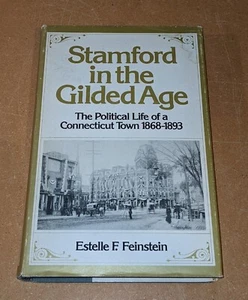 Stamford
in the
Gilded Age
The Political Life of a
Connecticut Town 1868-1893
Estelle F. Feinstein